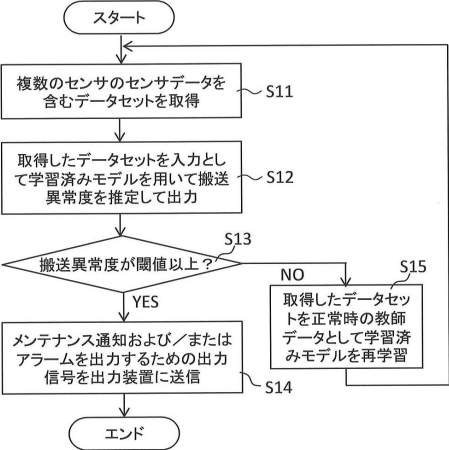 スタート
複数のセンサのセンサデータを
含むデータセットを取得
S11
取得したデータセットを入力とし
て学習済みモデルを用いて搬送
異常度を推定して出力
S12
搬送異常度が閾値以上？
S13
NO
YES
S15
取得したデータセッ
トを正常時の教師
データとして学習済
みモデルを再学習
メンテナンス通知および／または
アラームを出力するための出力
信号を出力装置に送信
S14
エンド